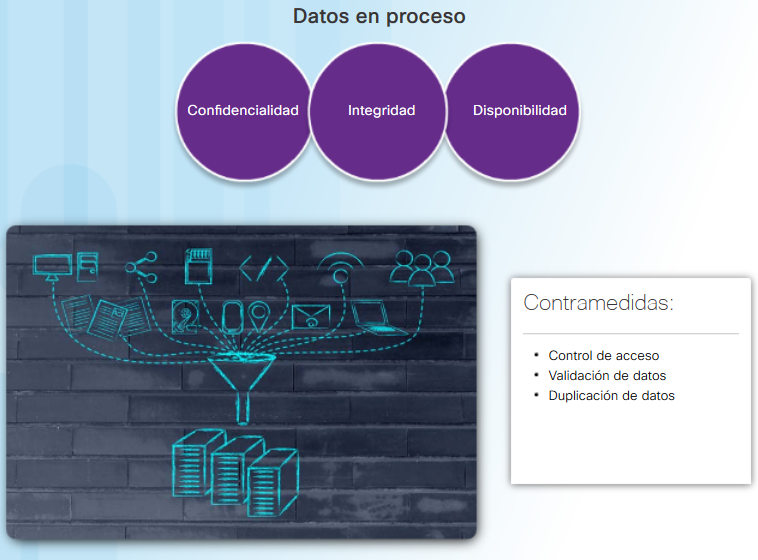 Datos en proceso
Confidencialidad
Integridad
Disponibilidad
Contramedidas:
• Control de acceso
• Validación de datos
• Duplicación de datos